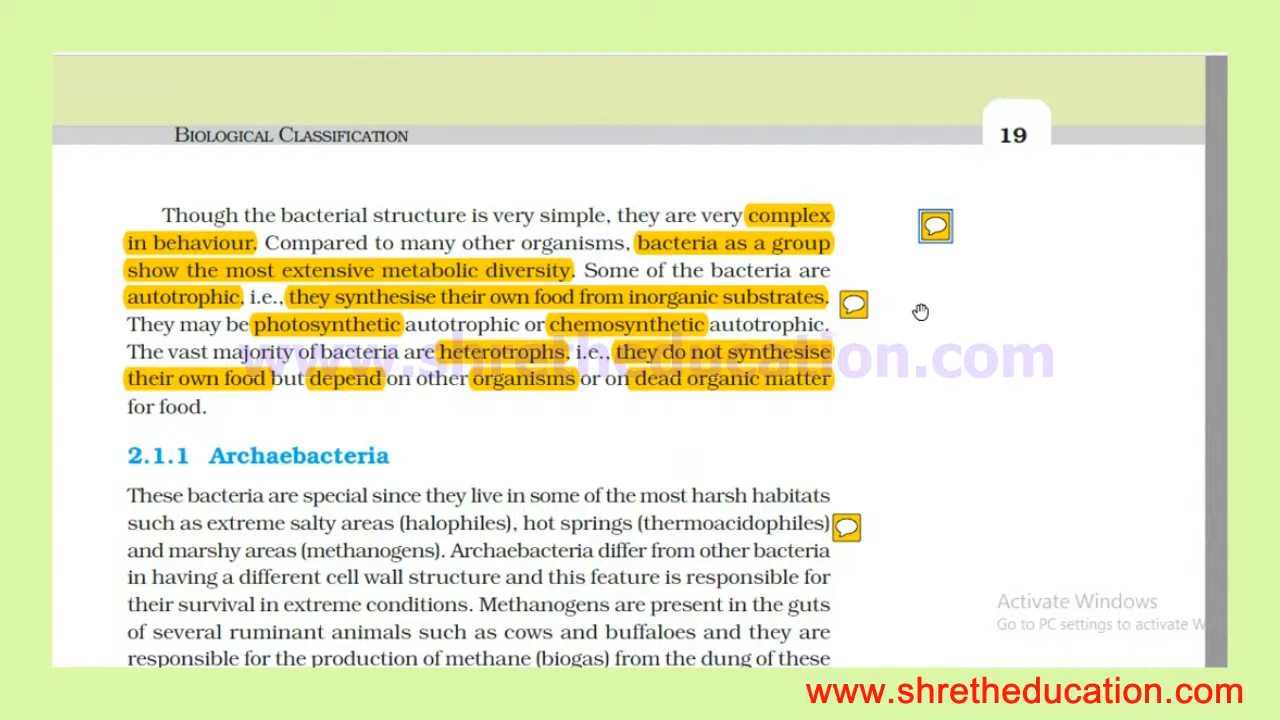 BIOLOGICAL CLASSIFICATION
19
Though the bacterial structure is very simple, they are very complex
in behaviour. Compared to many other organisms, bacteria as a group
show the most extensive metabolic diversity. Some of the bacteria are
autotrophic, i.e., they synthesise their own food from inorganic substrates.
They may be photosynthetic autotrophic or chemosynthetic autotrophic.
The vast majority of bacteria are heterotrophs, i.e., they do not synthesise
their own food but depend on other organisms or on dead organic matter
for food.
www.shretheducation.com
2.1.1 Archaebacteria
These bacteria are special since they live in some of the most harsh habitats
such as extreme salty areas (halophiles), hot springs (thermoacidophiles)
and marshy areas (methanogens). Archaebacteria differ from other bacteria
in having a different cell wall structure and this feature is responsible for
their survival in extreme conditions. Methanogens are present in the guts
of several ruminant animals such as cows and buffaloes and they are
responsible for the production of methane (biogas) from the dung of these
Activate Windows
Go to PC settings to activate W
www.shretheducation.com